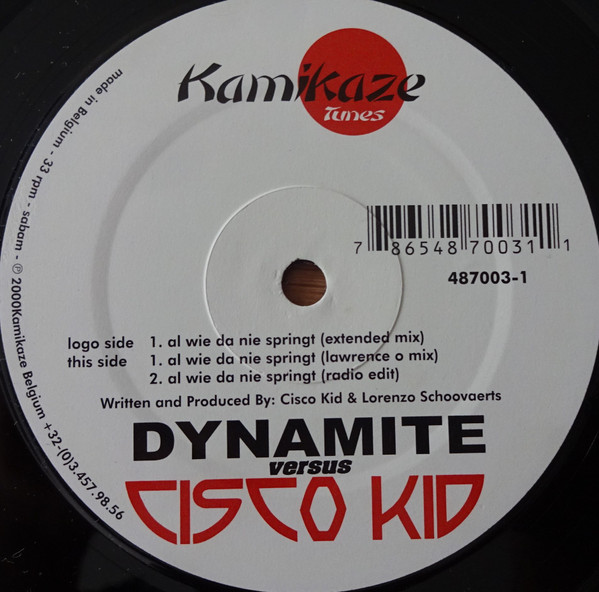 Kamikaze
Tunes
7 86548 70031 1
487003-1
logo side 1. al wie da nie springt (extended mix)
this side 1. al wie da nie springt (lawrence o mix)
2. al wie da nie springt (radio edit)
Written and Produced By: Cisco Kid & Lorenzo Schoovaerts
DYNAMITE
versus
CISCO KID
made in Belgium - 33 rpm - sabam - ℗ 2000Kamikaze Belgium +32-(0)3.457.98.56